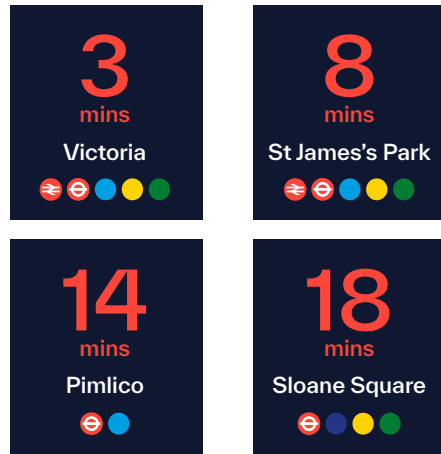 3
mins
Victoria
8
mins
St James's Park
14
mins
Pimlico
18
mins
Sloane Square